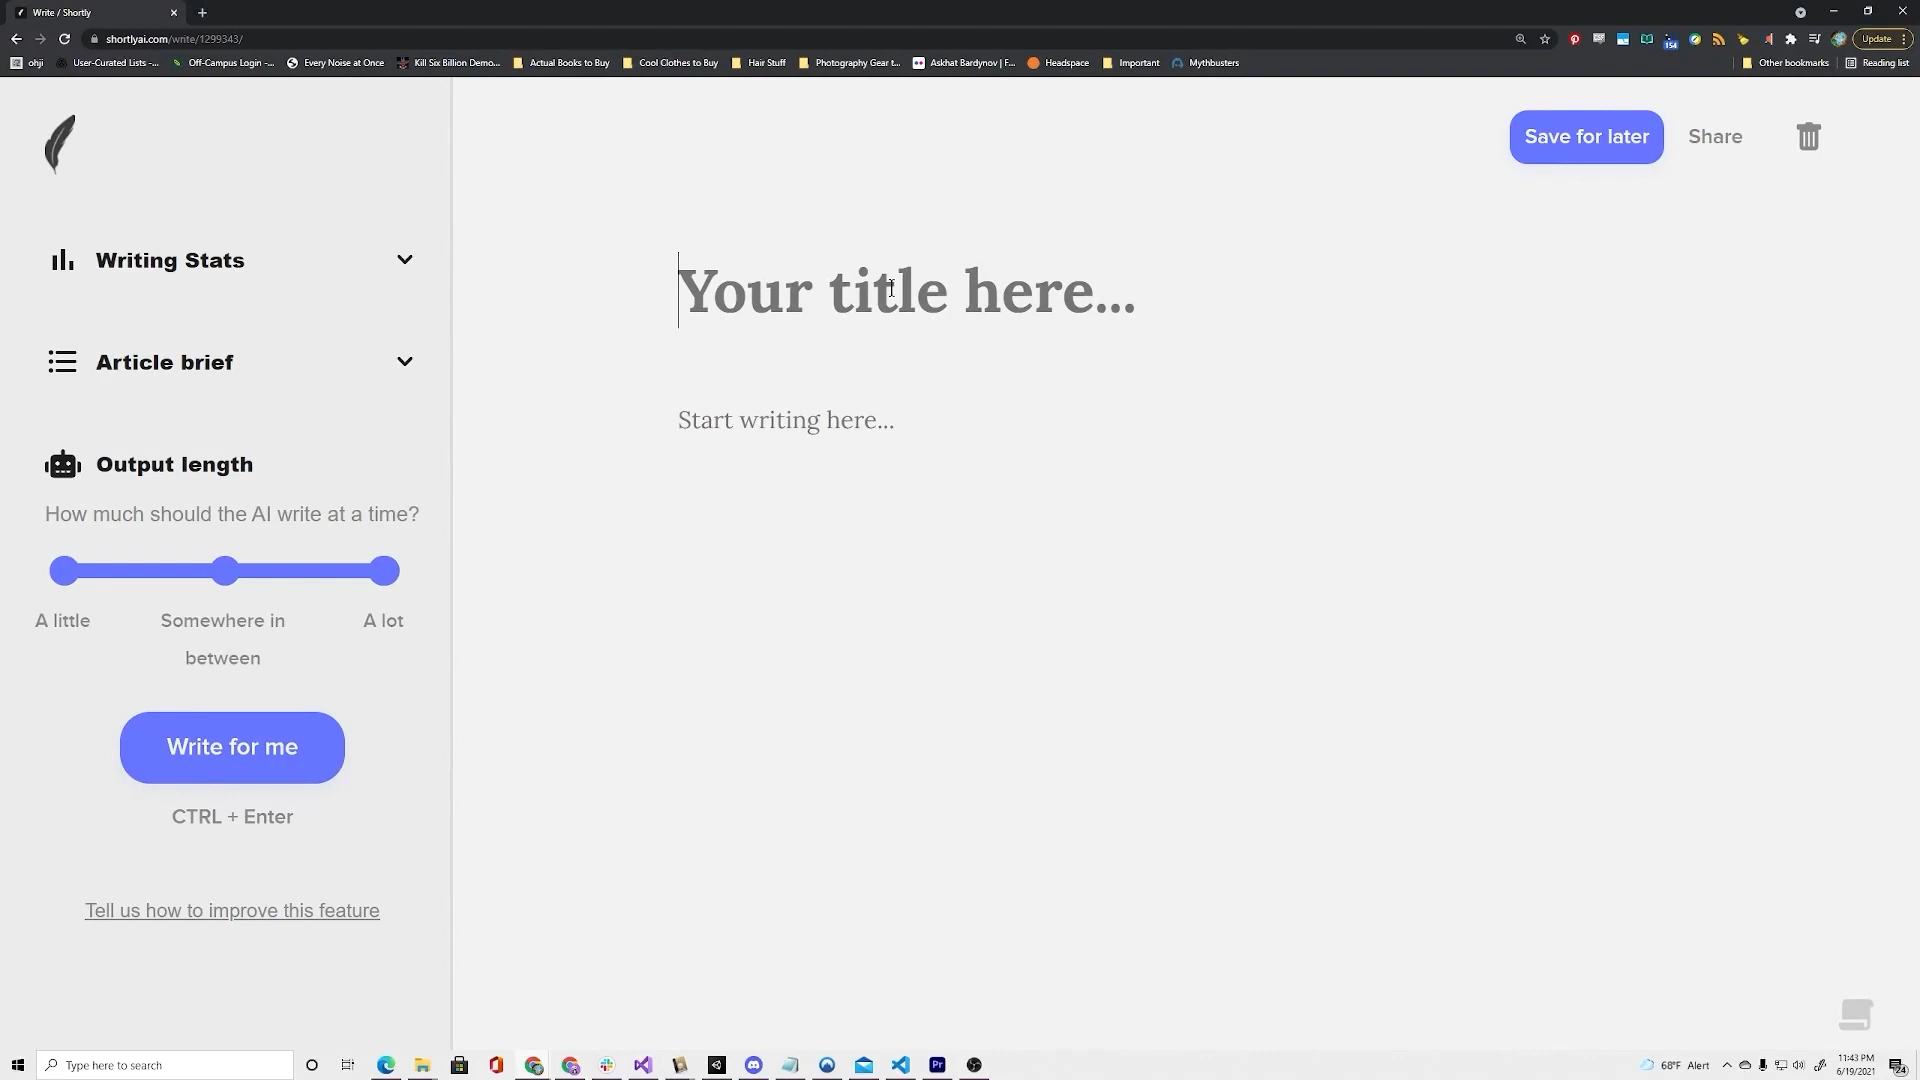 Write / Shortly
shortlyai.com/write/1299343/
154
Update
ohji
User-Curated Lists -...
Off-Campus Login -...
Every Noise at Once
Kill Six Billion Demo...
Actual Books to Buy
Cool Clothes to Buy
Hair Stuff
Photography Gear t...
Askhat Bardynov | F...
Headspace
Important
Mythbusters
Other bookmarks
Reading list
Save for later
Share
Writing Stats
Your title here...
Article brief
Start writing here...
Output length
How much should the AI write at a time?
A little
Somewhere in
between
A lot
Write for me
CTRL + Enter
Tell us how to improve this feature
Type here to search
Pr
68°F Alert
11:43 PM
6/19/2021
24